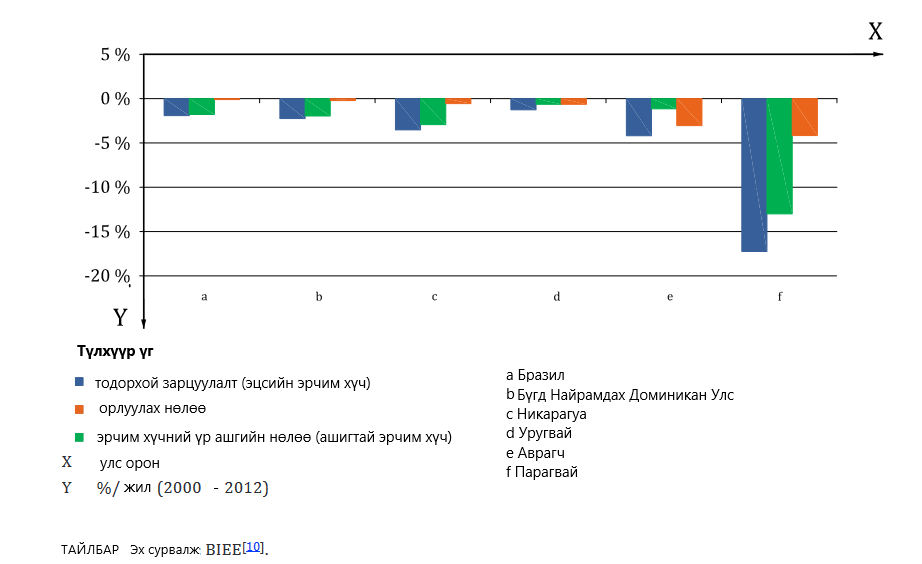 X
5 %
0 %
-5 %
-10 %
-15 %
-20 %
a b c d e f
Y
Түлхүүр үг
тодорхой зарцуулалт (эцсийн эрчим хүч)
орлуулах нөлөө
эрчим хүчний үр ашгийн нөлөө (ашигтай эрчим хүч)
X улс орон
Y %/ жил (2000 - 2012)
a Бразил
b Бүгд Найрамдах Доминикан Улс
c Никарагуа
d Уругвай
e Аврагч
f Парагвай
ТАЙЛБАР Эх сурвалж: BIEE[10].